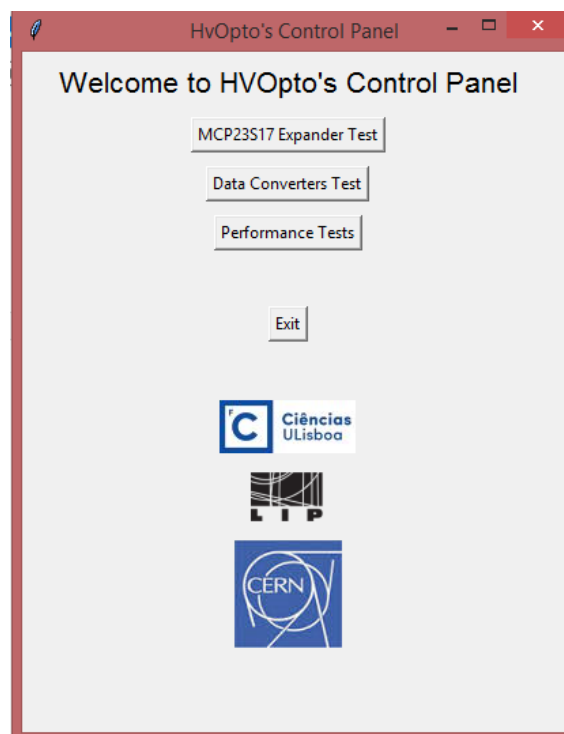 HvOpto's Control Panel
Welcome to HVOpto's Control Panel
MCP23S17 Expander Test
Data Converters Test
Performance Tests
Exit
F
C
Ciências
ULisboa
LIP
CERN